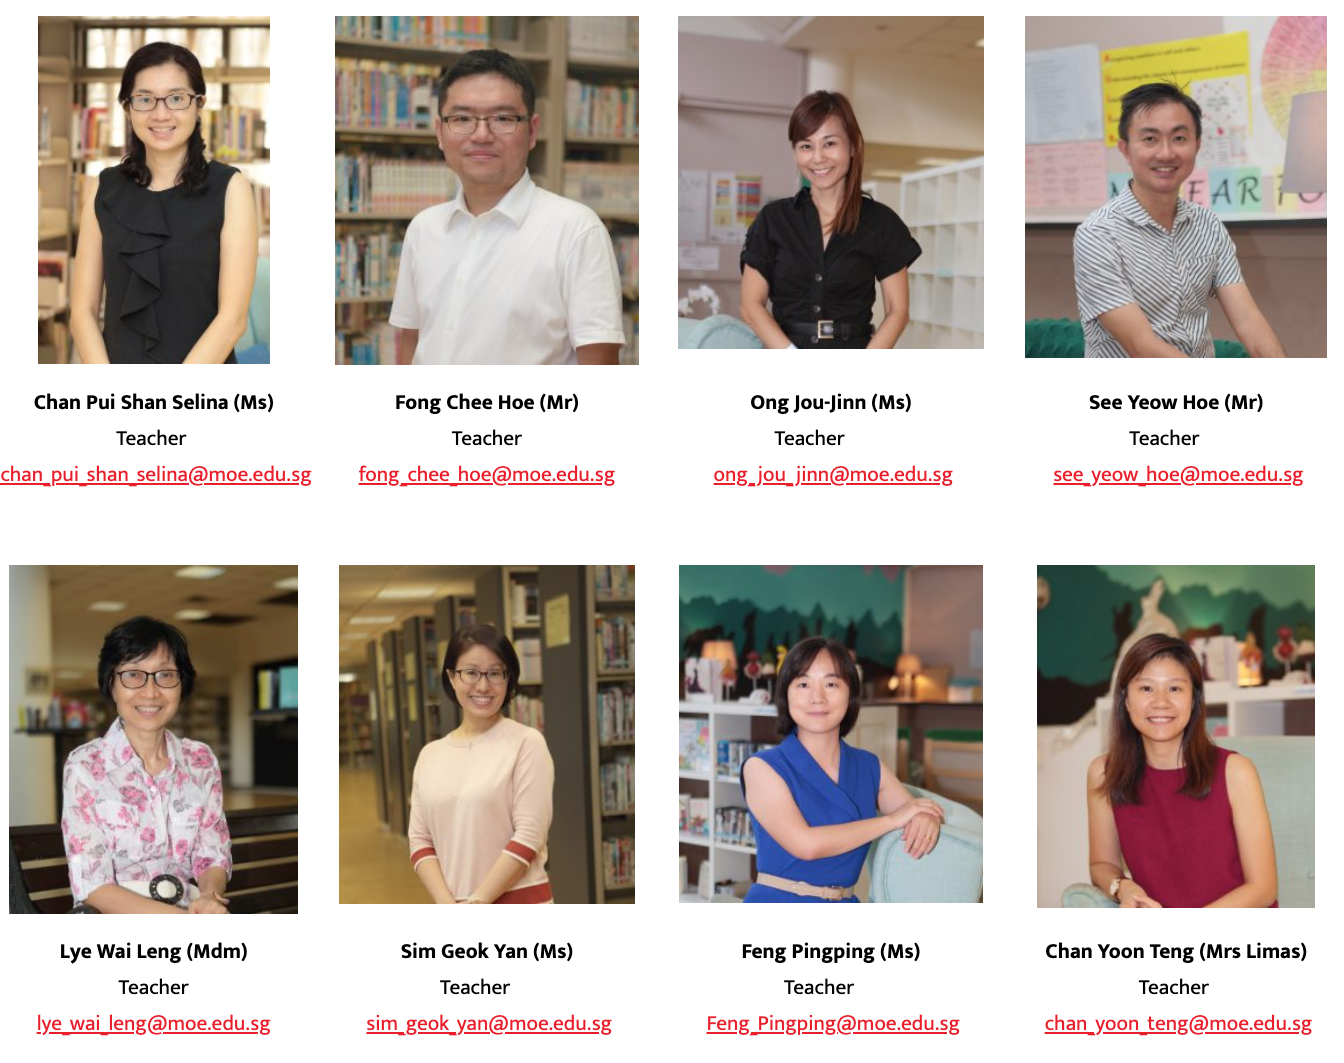 Chan Pui Shan Selina (Ms)
Teacher
chan_pui_shan_selina@moe.edu.sg
Fong Chee Hoe (Mr)
Teacher
fong_chee_hoe@moe.edu.sg
Ong Jou-Jinn (Ms)
Teacher
ong_jou_jinn@moe.edu.sg
See Yeow Hoe (Mr)
Teacher
see_yeow_hoe@moe.edu.sg
Lye Wai Leng (Mdm)
Teacher
lye_wai_leng@moe.edu.sg
Sim Geok Yan (Ms)
Teacher
sim_geok_yan@moe.edu.sg
Feng Pingping (Ms)
Teacher
Feng_Pingping@moe.edu.sg
Chan Yoon Teng (Mrs Limas)
Teacher
chan_yoon_teng@moe.edu.sg